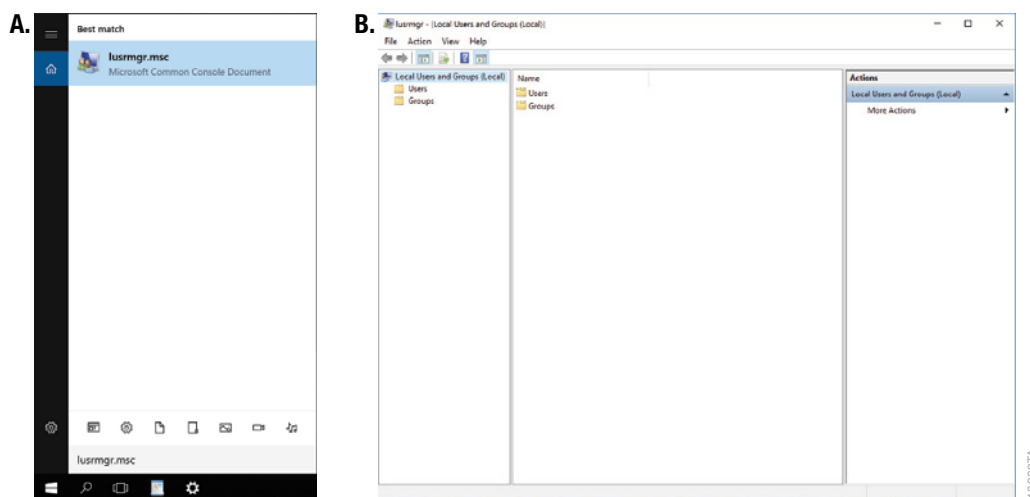 A.
Best match
lusrmgr.msc
Microsoft Common Console Document
lusrmgr.msc
B.
lusrmgr - [Local Users and Groups (Local)]
File Action View Help
Local Users and Groups (Local)
Users
Groups
Name
Users
Groups
Actions
Local Users and Groups (Local)
More Actions